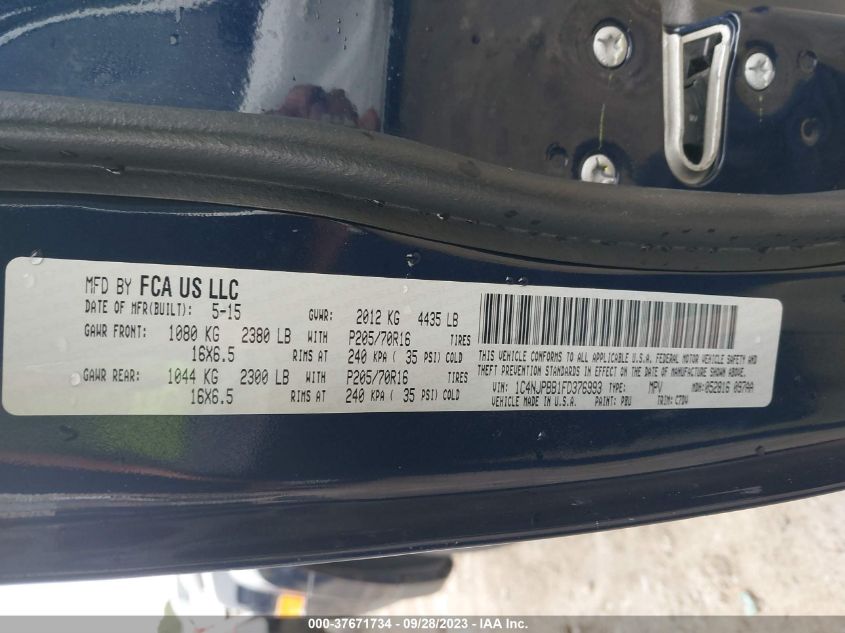 MFD BY FCA US LLC
DATE OF MFR(BUILT): 5-15 GVWR: 2012 KG 4435 LB
GAWR FRONT: 1080 KG 2380 LB WITH P205/70R16 TIRES
16X6.5 RIMS AT 240 KPA ( 35 PSI) COLD
GAWR REAR: 1044 KG 2300 LB WITH P205/70R16 TIRES
16X6.5 RIMS AT 240 KPA ( 35 PSI) COLD
THIS VEHICLE CONFORMS TO ALL APPLICABLE U.S.A. FEDERAL MOTOR VEHICLE SAFETY AND
THEFT PREVENTION STANDARDS IN EFFECT ON THE DATE OF MANUFACTURE SHOWN ABOVE.
VIN: 1C4NJPBB1FD376993 TYPE: MPV MDH: 052816 097AA
VEHICLE MADE IN U.S.A. PAINT: PBU TRIM: C7DV
000-37671734 - 09/28/2023 - IAA Inc.